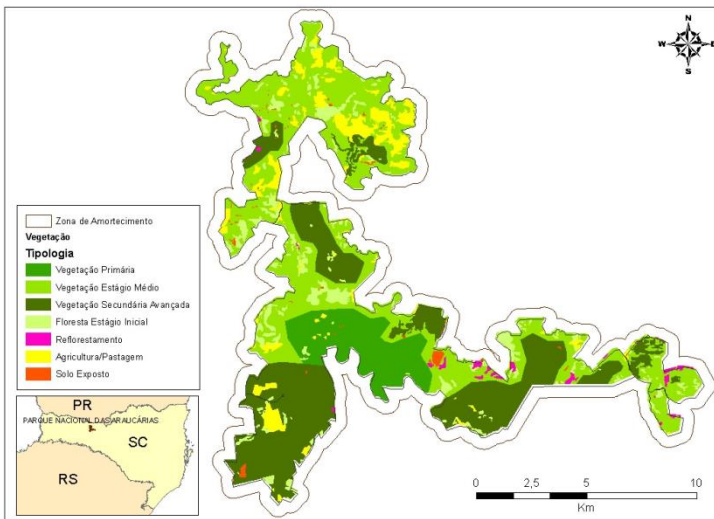 N
W E
S
Zona de Amortecimento
Vegetação
Tipologia
Vegetação Primária
Vegetação Estágio Médio
Vegetação Secundária Avançada
Floresta Estágio Inicial
Reflorestamento
Agricultura/Pastagem
Solo Exposto
PR
PARQUE NACIONAL DAS ARAUCÁRIAS
SC
RS
0 2,5 5 10
Km